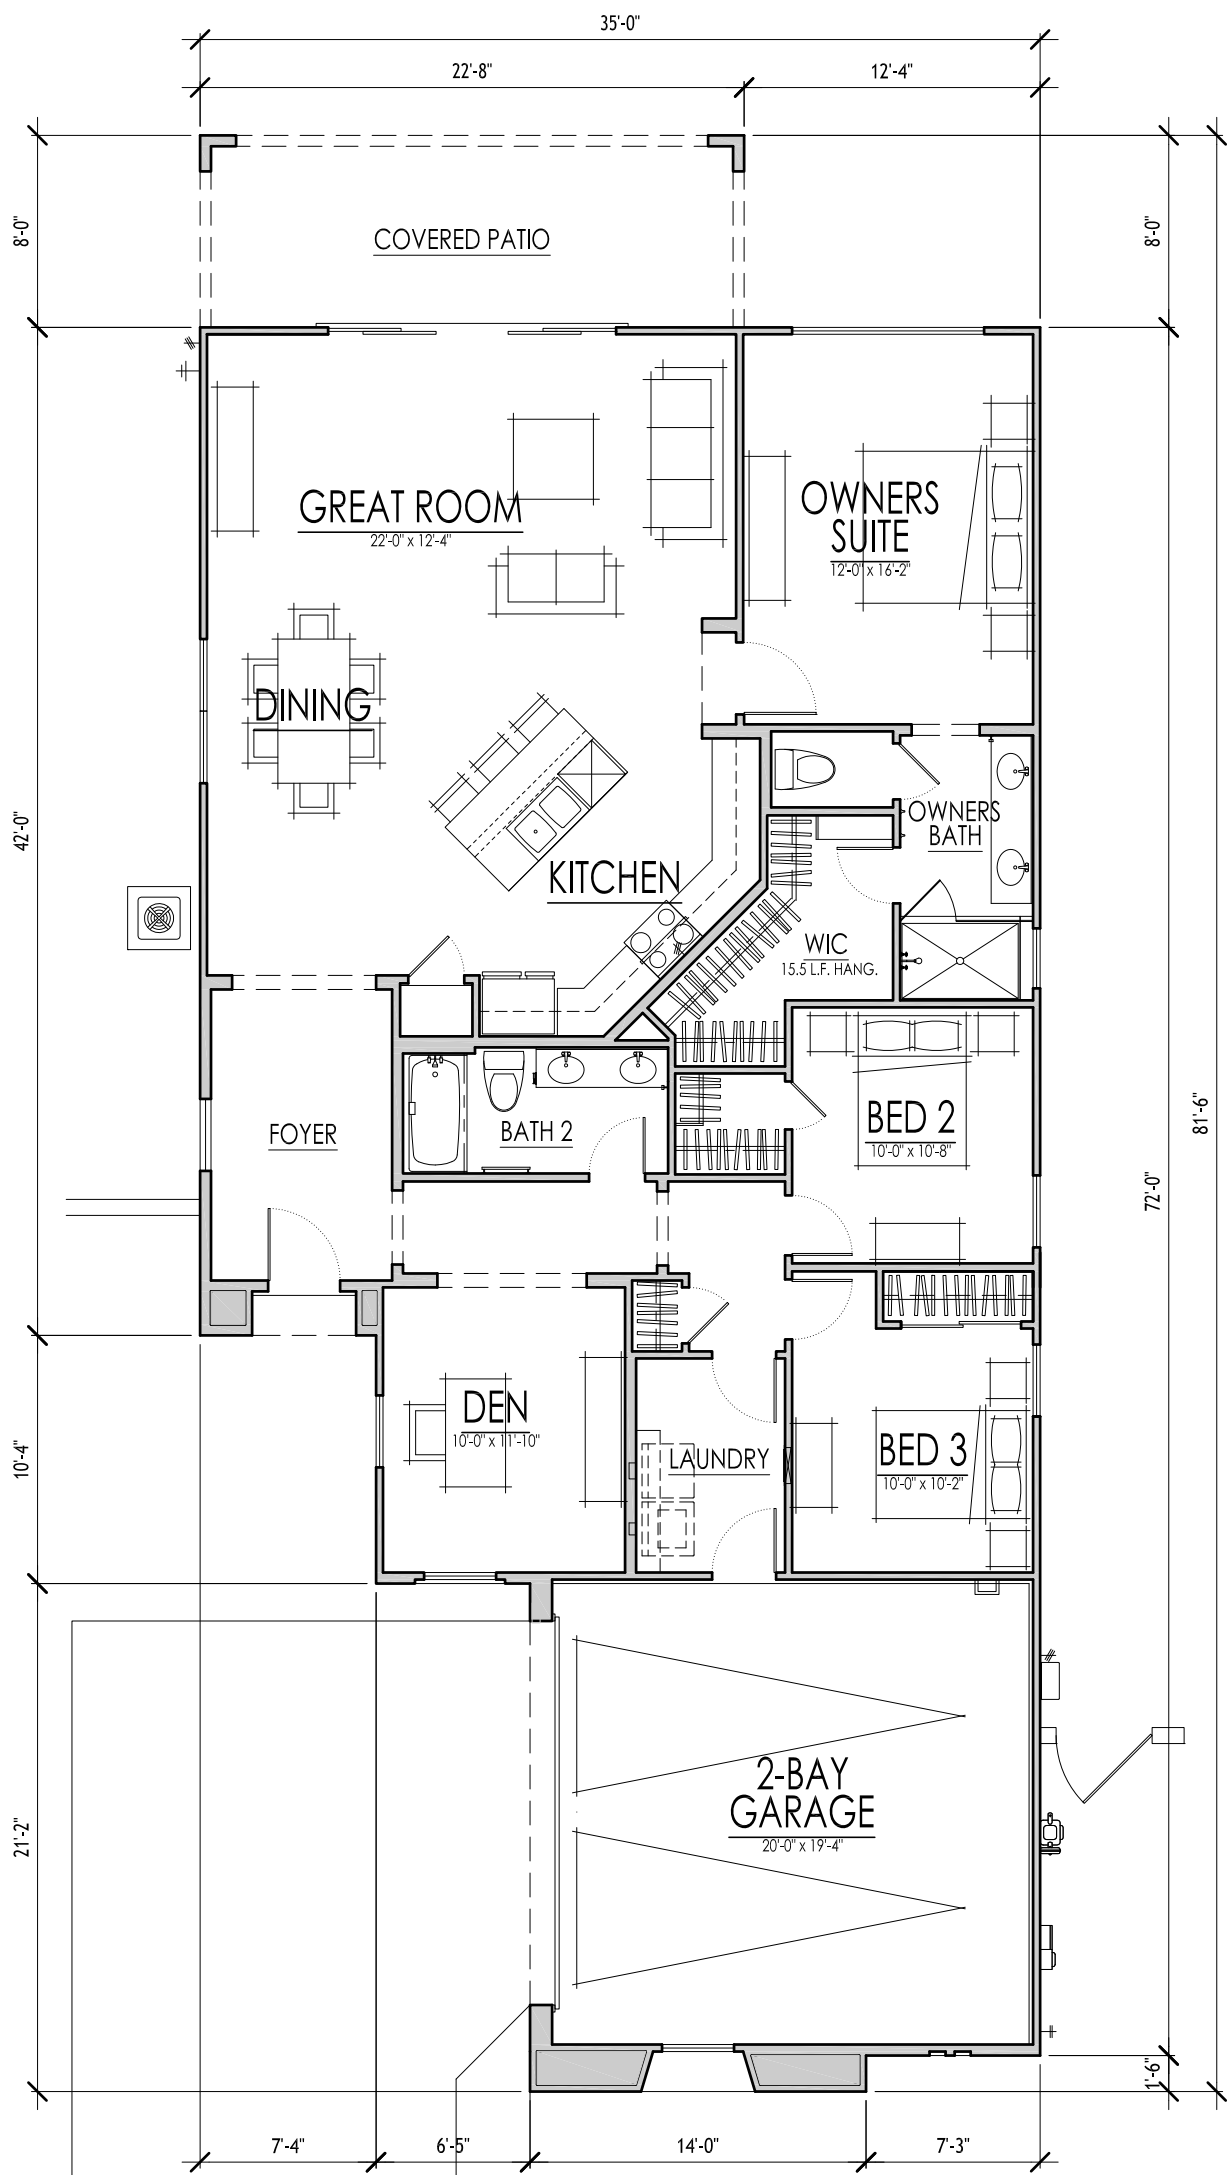 35'-0"
22'-8"
12'-4"
8'-0"
8'-0"
COVERED PATIO
GREAT ROOM
22'-0" x 12'-4"
OWNERS
SUITE
12'-0" x 16'-2"
DINING
42'-0"
KITCHEN
OWNERS
BATH
WIC
15.5 L.F. HANG.
FOYER
BATH 2
BED 2
10'-0" x 10'-8"
81'-6"
72'-0"
10'-4"
DEN
10'-0" x 11'-10"
LAUNDRY
BED 3
10'-0" x 10'-2"
21'-2"
2-BAY
GARAGE
20'-0" x 19'-4"
1'-6"
7'-4"
6'-5"
14'-0"
7'-3"